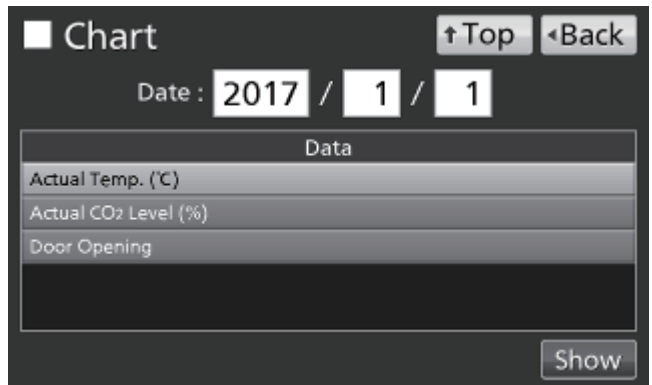 Chart
↑Top
◂Back
Date : 2017 / 1 / 1
Data
Actual Temp. (℃)
Actual CO2 Level (%)
Door Opening
Show